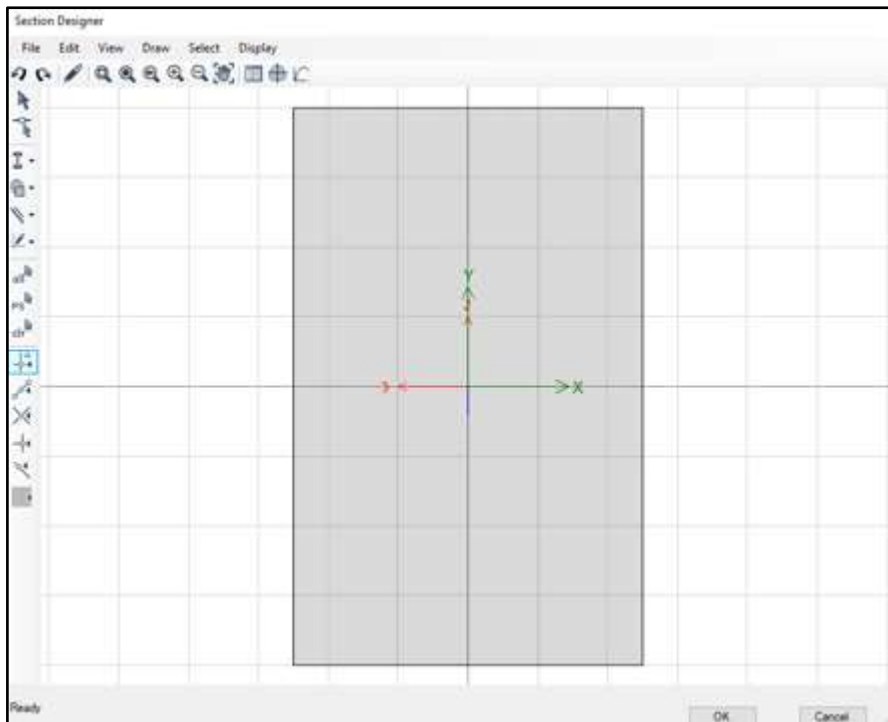 Section Designer
File Edit View Draw Select Display
Y
X
Ready
OK
Cancel